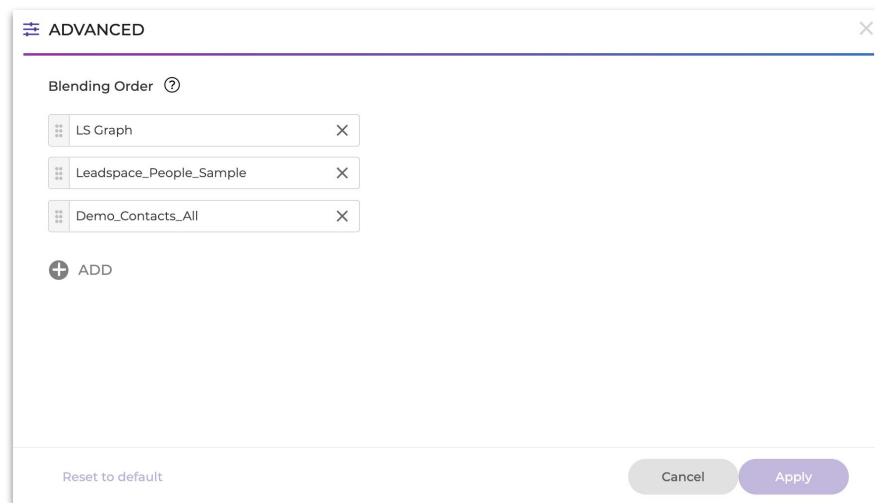 ADVANCED
Blending Order ?
LS Graph
Leadspace_People_Sample
Demo_Contacts_All
ADD
Reset to default
Cancel
Apply